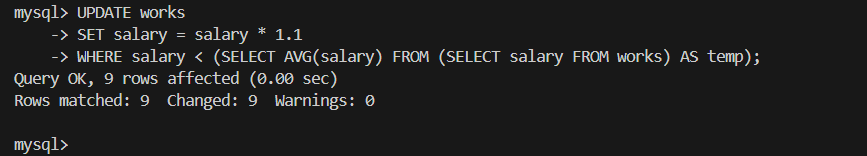 mysql> UPDATE works
    -> SET salary = salary * 1.1
    -> WHERE salary < (SELECT AVG(salary) FROM (SELECT salary FROM works) AS temp);
Query OK, 9 rows affected (0.00 sec)
Rows matched: 9  Changed: 9  Warnings: 0
mysql>